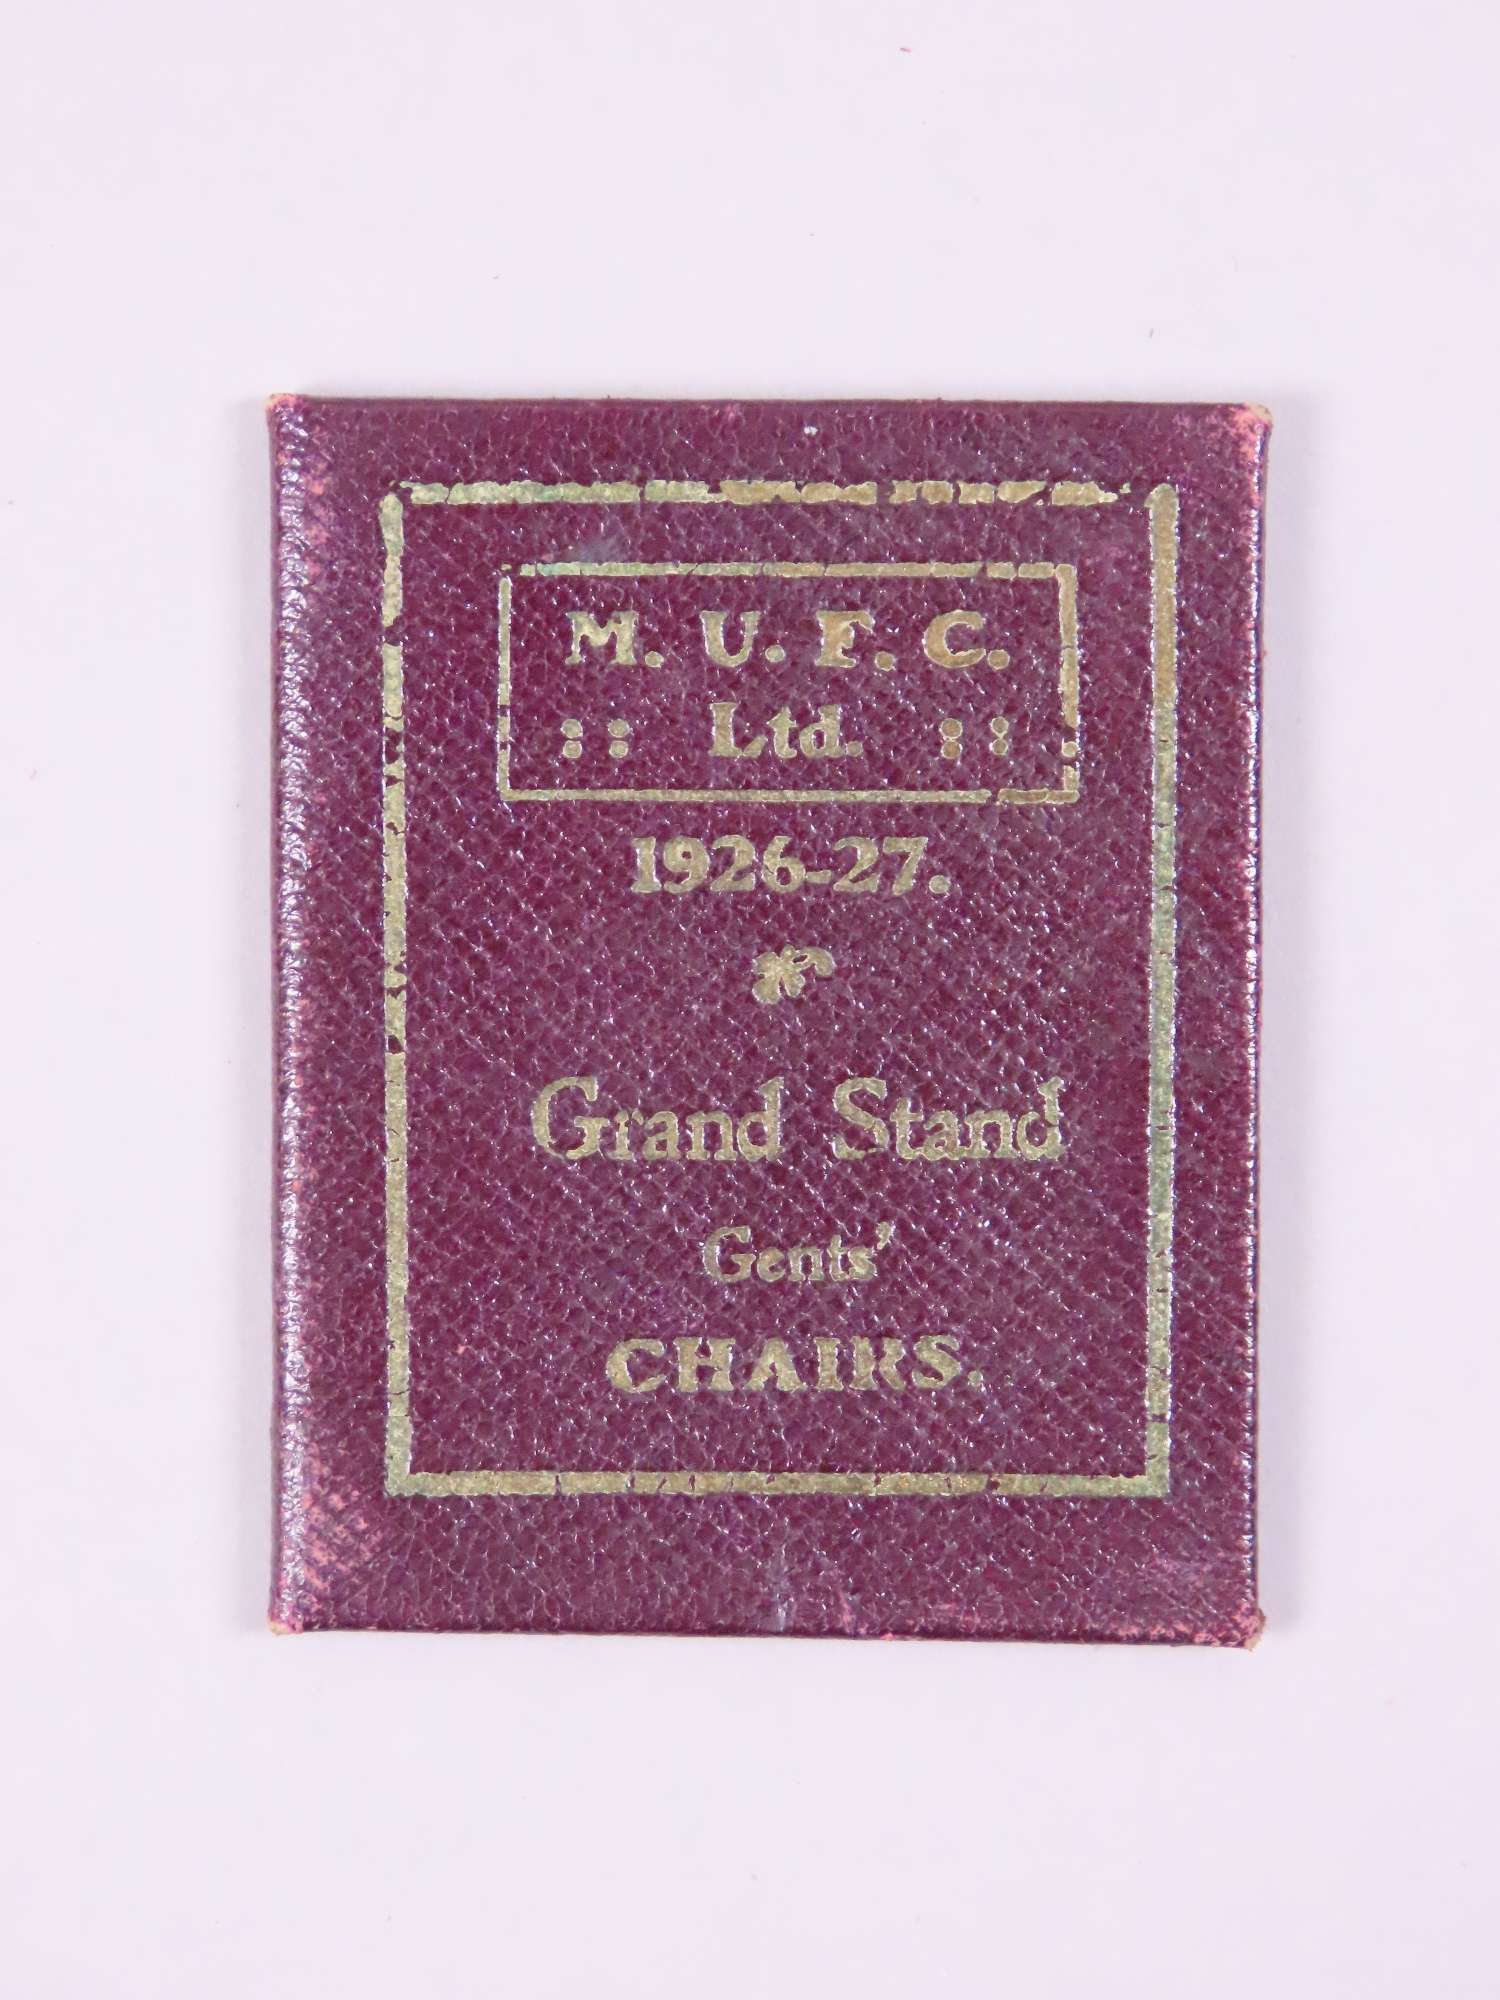 M. U. F. C.
:: Ltd. ::
1926-27.
Grand Stand
Gents'
CHAIRS.